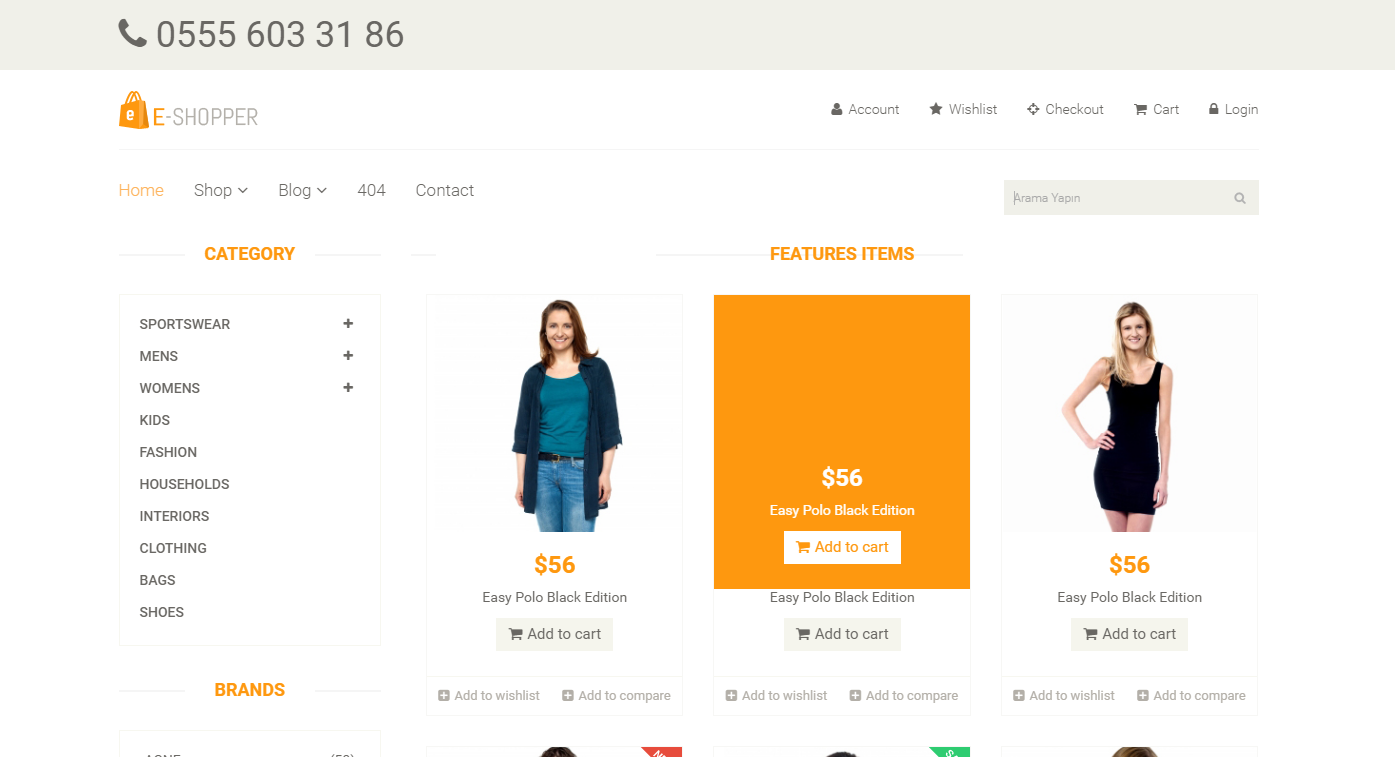 0555 603 31 86
e E-SHOPPER
Account Wishlist Checkout Cart Login
Home Shop Blog 404 Contact
Arama Yapın
CATEGORY
SPORTSWEAR
MENS
WOMENS
KIDS
FASHION
HOUSEHOLDS
INTERIORS
CLOTHING
BAGS
SHOES
BRANDS
FEATURES ITEMS
$56
Easy Polo Black Edition
Add to cart
Add to wishlist Add to compare
$56
Easy Polo Black Edition
Add to cart
Easy Polo Black Edition
Add to cart
Add to wishlist Add to compare
$56
Easy Polo Black Edition
Add to cart
Add to wishlist Add to compare